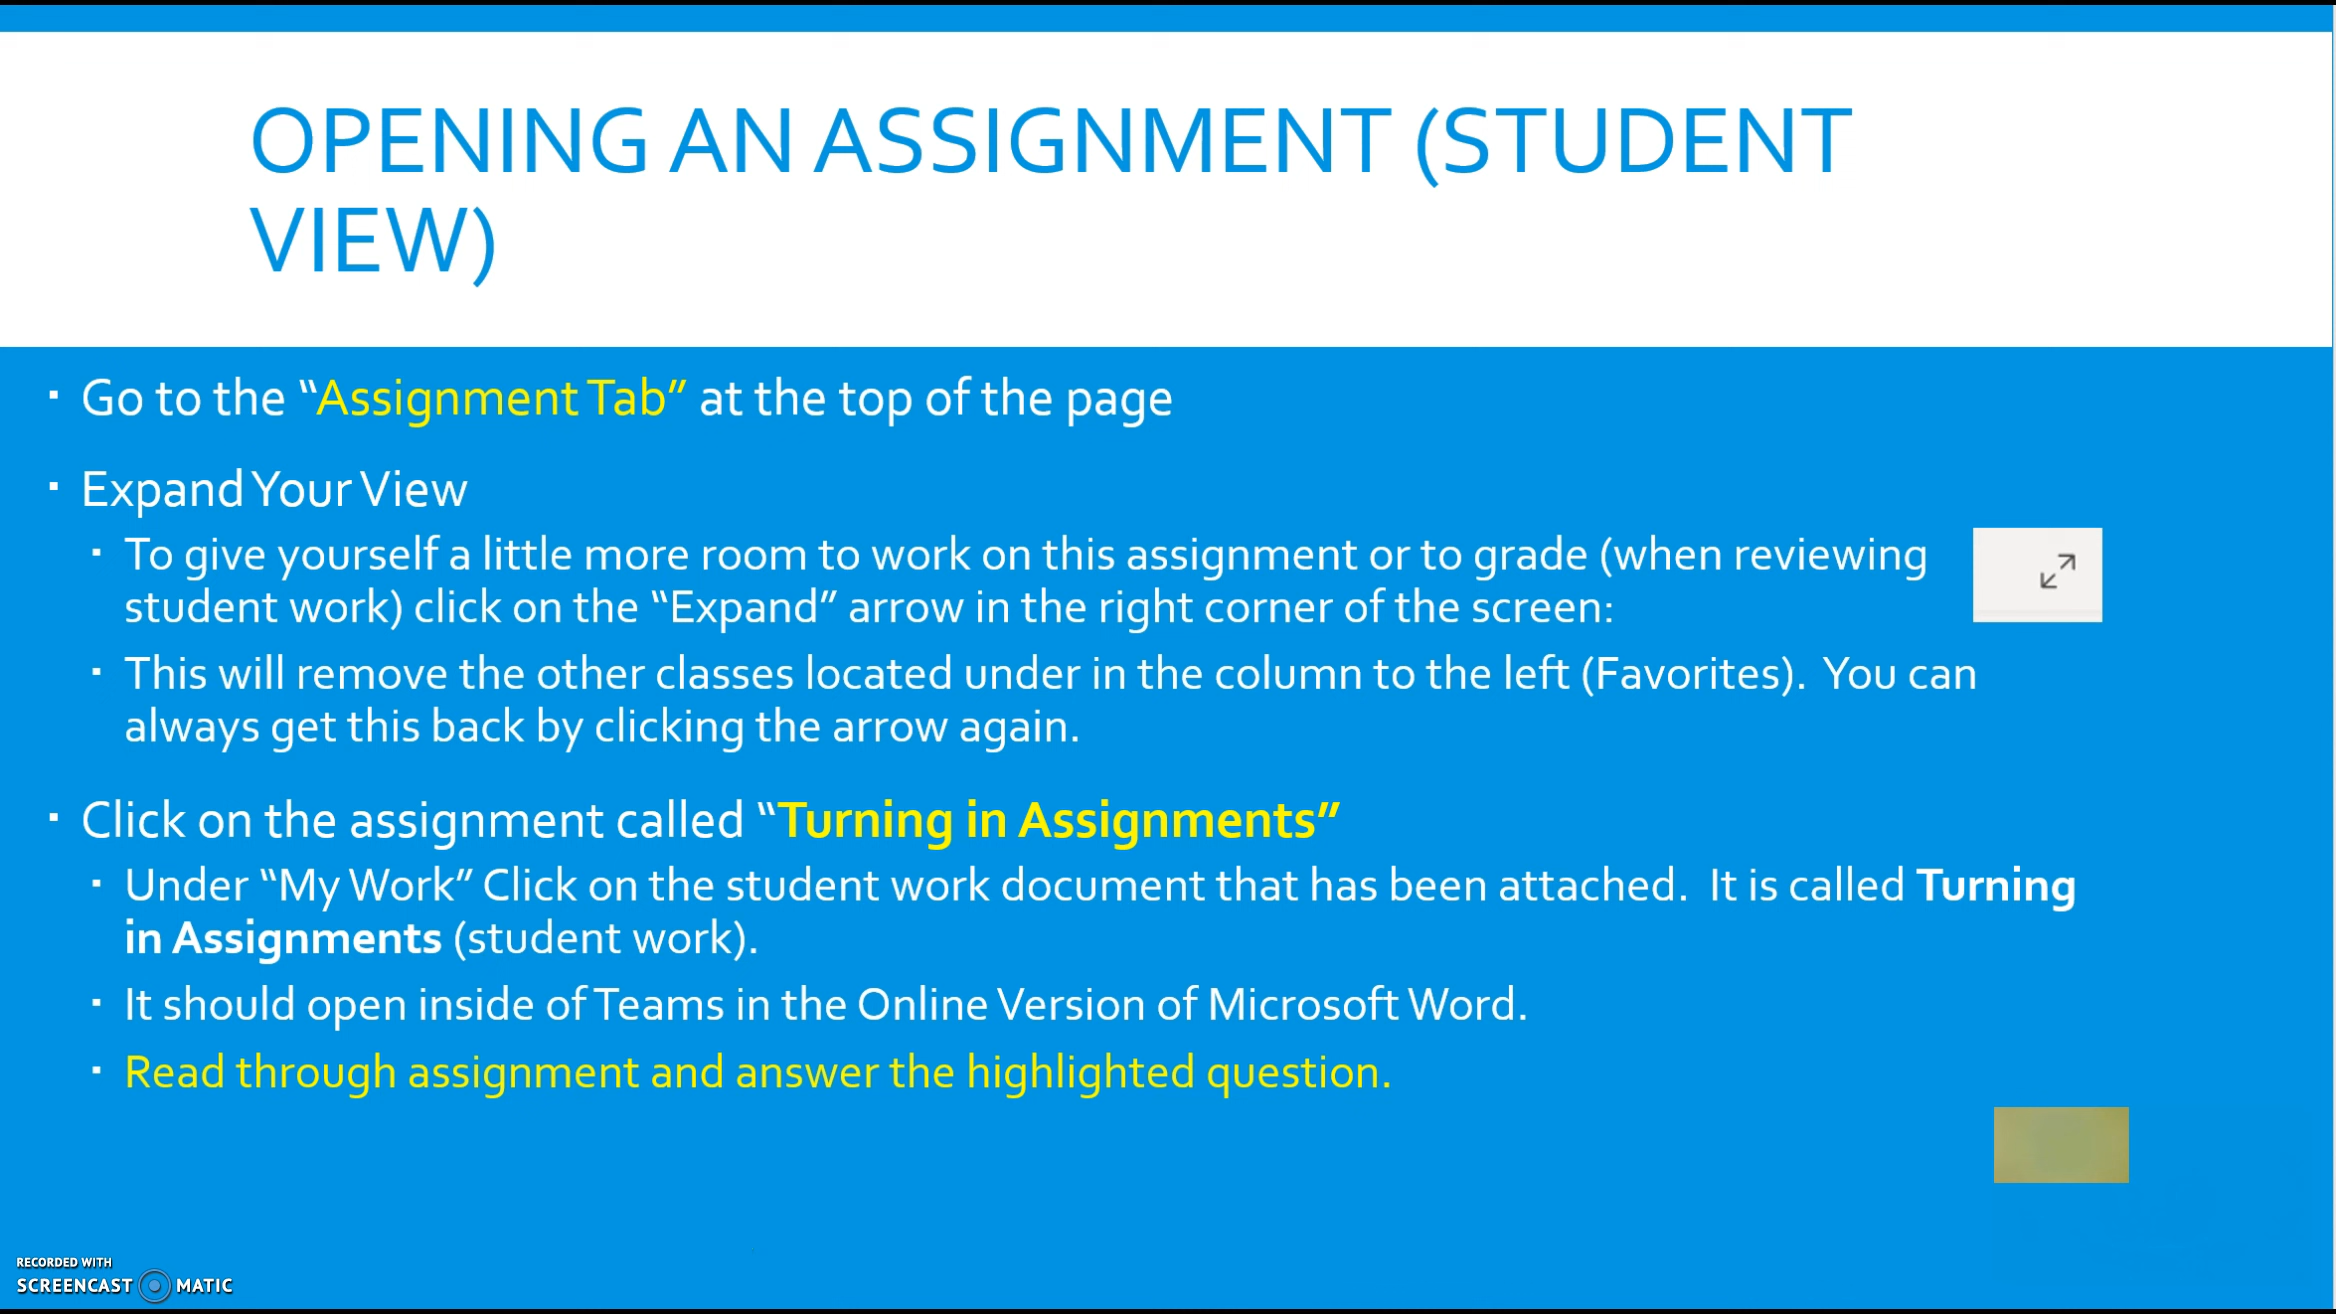 OPENING AN ASSIGNMENT (STUDENT
VIEW)
▪ Go to the “Assignment Tab” at the top of the page
▪ Expand Your View
▪ To give yourself a little more room to work on this assignment or to grade (when reviewing
student work) click on the “Expand” arrow in the right corner of the screen:
▪ This will remove the other classes located under in the column to the left (Favorites).  You can
always get this back by clicking the arrow again.
▪ Click on the assignment called “Turning in Assignments”
▪ Under “My Work” Click on the student work document that has been attached.  It is called Turning
in Assignments (student work).
▪ It should open inside of Teams in the Online Version of Microsoft Word.
▪ Read through assignment and answer the highlighted question.
RECORDED WITH
SCREENCAST MATIC